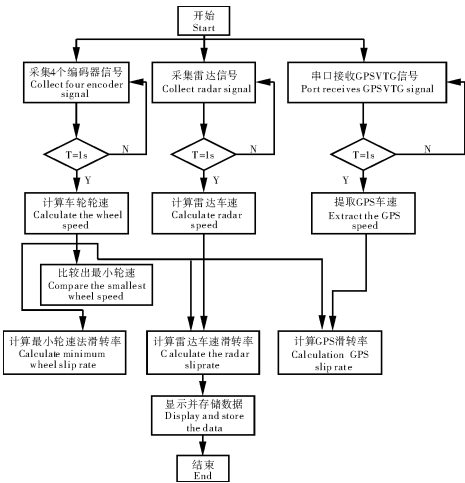 开始
Start
采集4个编码器信号
Collect four encoder
signal
采集雷达信号
Collect radar signal
串口接收GPSVTG信号
Port receives GPSVTG signal
T=1s
N
T=1s
N
T=1s
N
Y
Y
Y
计算车轮轮速
Calculate the wheel
speed
计算雷达车速
Calculate radar
speed
提取GPS车速
Extract the GPS
speed
比较出最小轮速
Compare the smallest
wheel speed
计算最小轮速法滑转率
Calculate minimum
wheel slip rate
计算雷达车速滑转率
C alculate the radar
sliprate
计算GPS滑转率
Calculation GPS
slip rate
显示并存储数据
Display and store
the data
结束
End